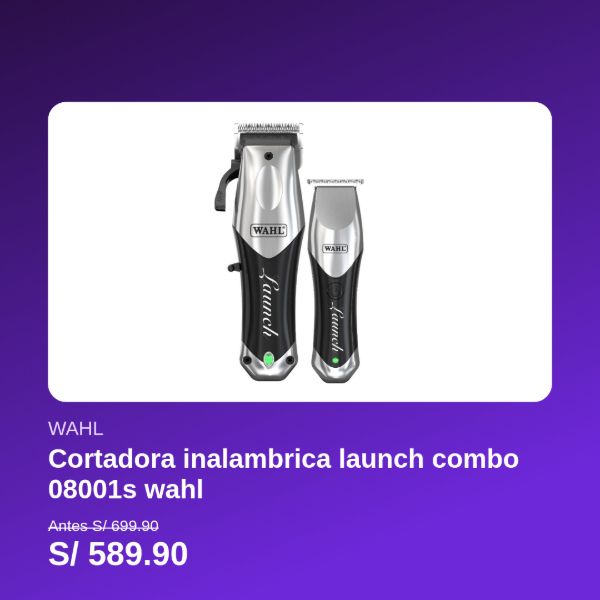 WAHL
Launch
WAHL
Launch
WAHL
Cortadora inalambrica launch combo
08001s wahl
Antes S/ 699.90
S/ 589.90